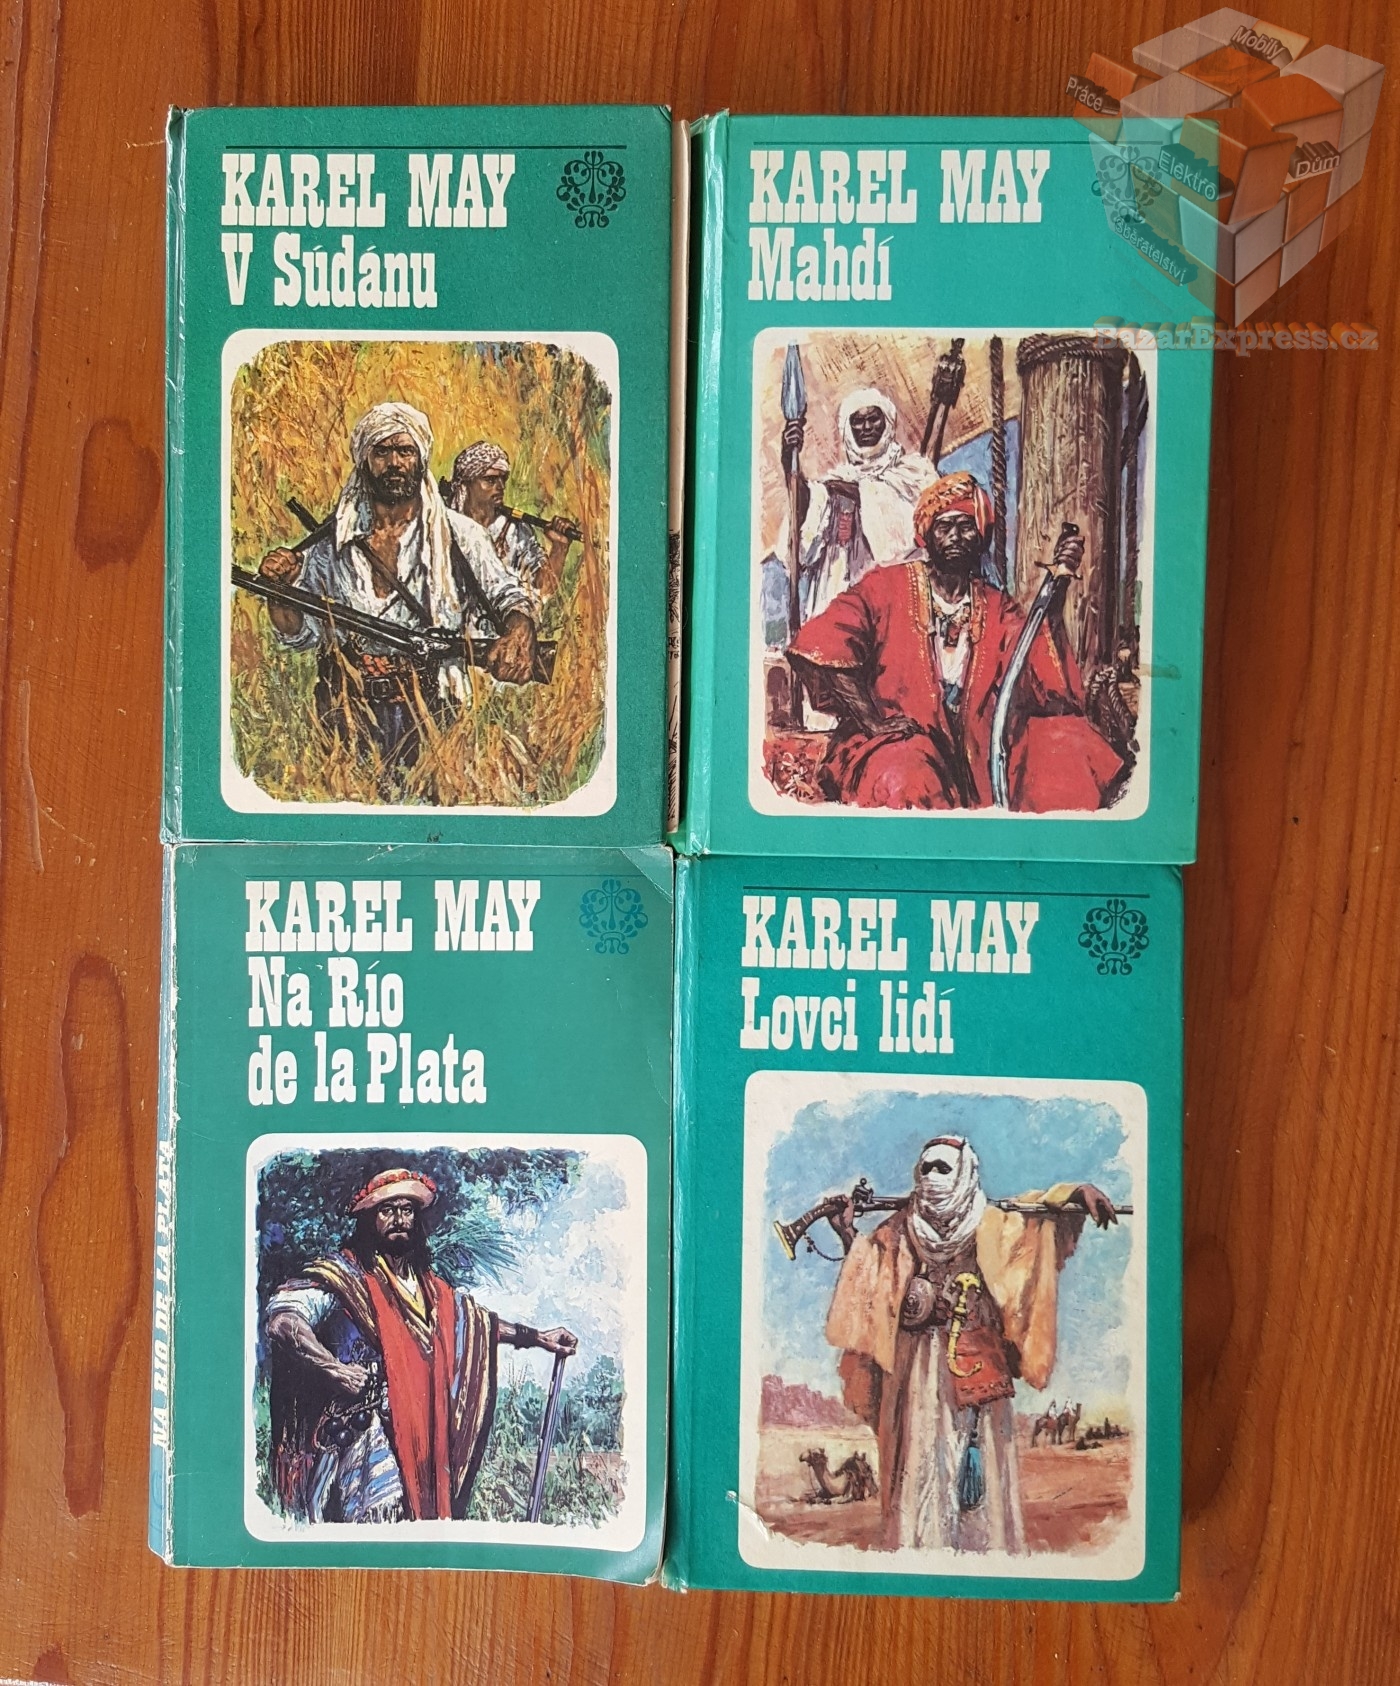 KAREL MAY
V Súdánu
KAREL MAY
Mahdí
KAREL MAY
Na Río
de la Plata
NA RIO DE LA PLATA
KAREL MAY
Lovci lidí
Mobily
Práce
Elektro
Dům
Sběratelství
BazarExpress.cz